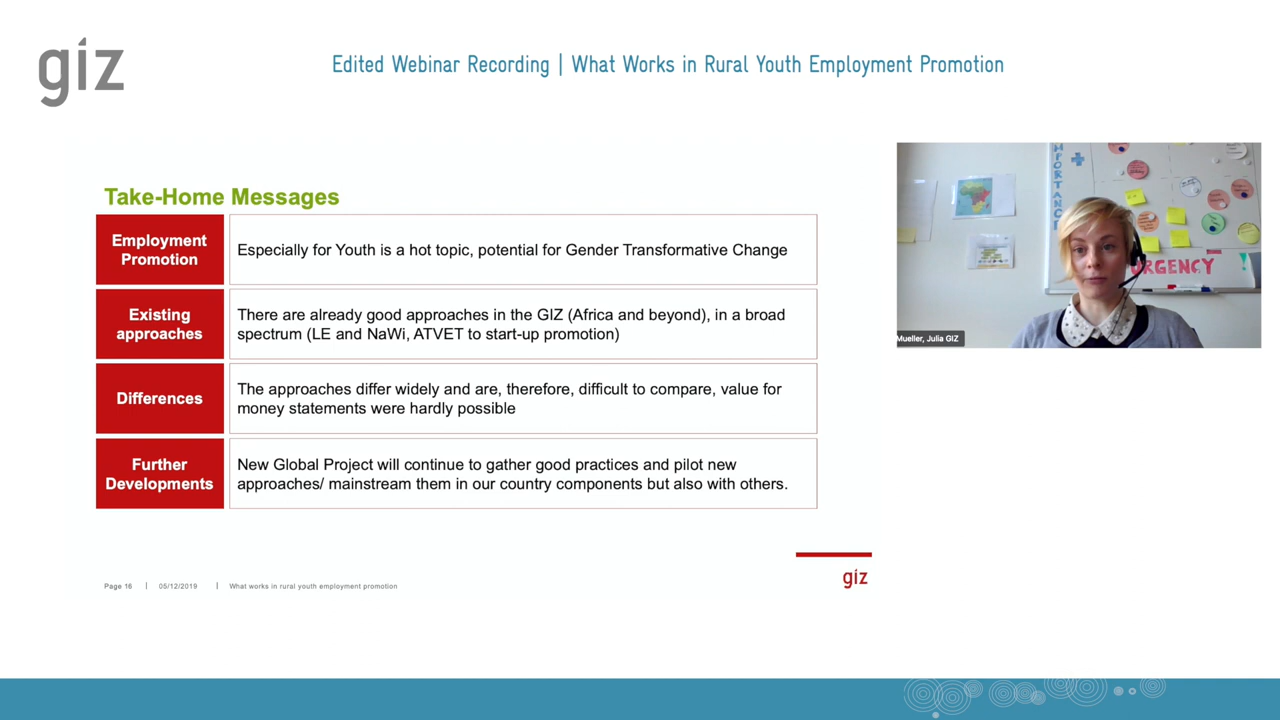 giz
Edited Webinar Recording | What Works in Rural Youth Employment Promotion
Take-Home Messages
Employment
Promotion
Especially for Youth is a hot topic, potential for Gender Transformative Change
Existing
approaches
There are already good approaches in the GIZ (Africa and beyond), in a broad
spectrum (LE and NaWi, ATVET to start-up promotion)
Differences
The approaches differ widely and are, therefore, difficult to compare, value for
money statements were hardly possible
Further
Developments
New Global Project will continue to gather good practices and pilot new
approaches/ mainstream them in our country components but also with others.
Page 16 | 05/12/2019 | What works in rural youth employment promotion
giz
URGENCY
!
Mueller, Julia GIZ